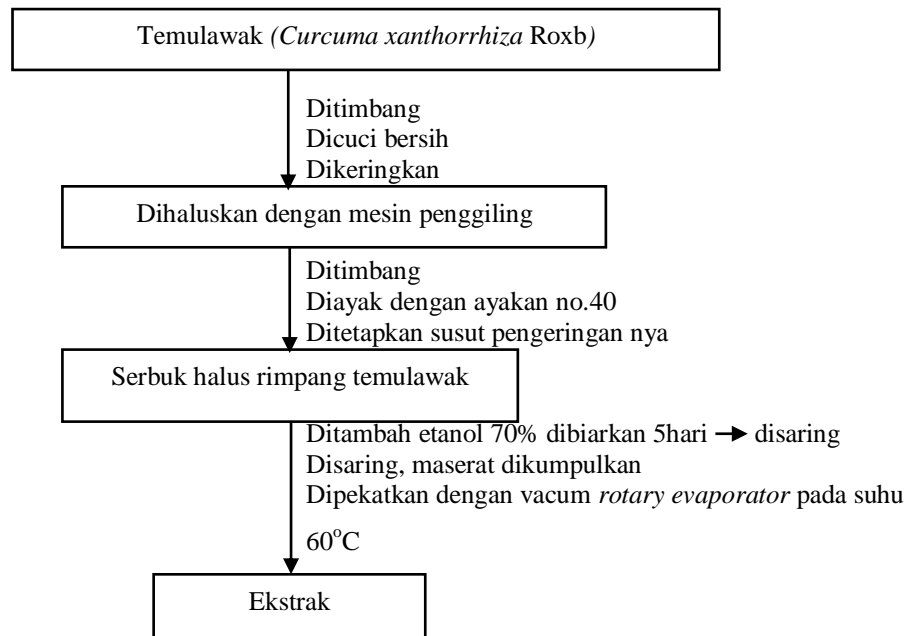 Temulawak (Curcuma xanthorrhiza Roxb)
Ditimbang
Dicuci bersih
Dikeringkan
Dihaluskan dengan mesin penggiling
Ditimbang
Diayak dengan ayakan no.40
Ditetapkan susut pengeringan nya
Serbuk halus rimpang temulawak
Ditambah etanol 70% dibiarkan 5hari → disaring
Disaring, maserat dikumpulkan
Dipekatkan dengan vacum rotary evaporator pada suhu
60°C
Ekstrak